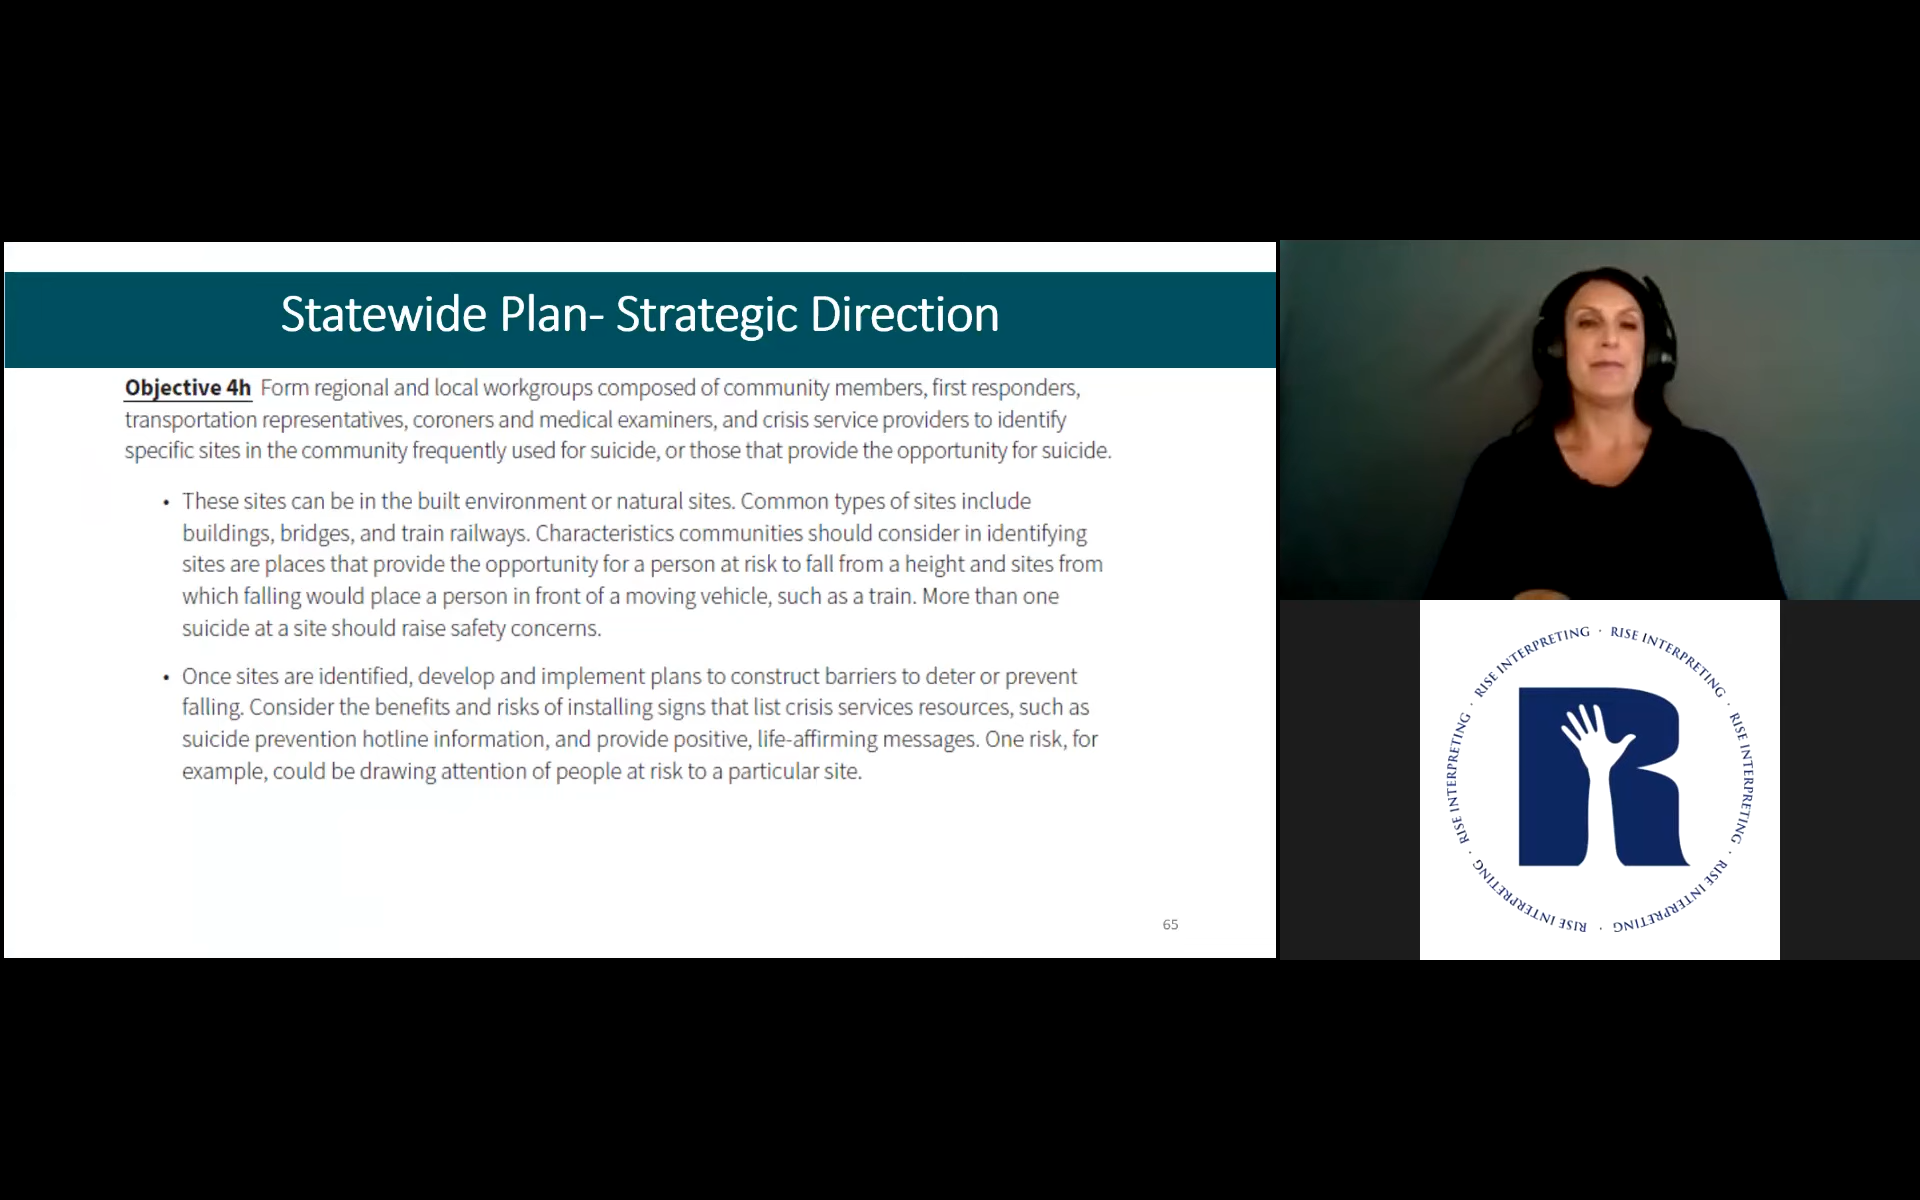 Statewide Plan- Strategic Direction
Objective 4h Form regional and local workgroups composed of community members, first responders,
transportation representatives, coroners and medical examiners, and crisis service providers to identify
specific sites in the community frequently used for suicide, or those that provide the opportunity for suicide.
• These sites can be in the built environment or natural sites. Common types of sites include
buildings, bridges, and train railways. Characteristics communities should consider in identifying
sites are places that provide the opportunity for a person at risk to fall from a height and sites from
which falling would place a person in front of a moving vehicle, such as a train. More than one
suicide at a site should raise safety concerns.
• Once sites are identified, develop and implement plans to construct barriers to deter or prevent
falling. Consider the benefits and risks of installing signs that list crisis services resources, such as
suicide prevention hotline information, and provide positive, life-affirming messages. One risk, for
example, could be drawing attention of people at risk to a particular site.
65
RISE INTERPRETING · RISE INTERPRETING · RISE INTERPRETING · RISE INTERPRETING · RISE INTERPRETING · RISE INTERPRETING ·
R